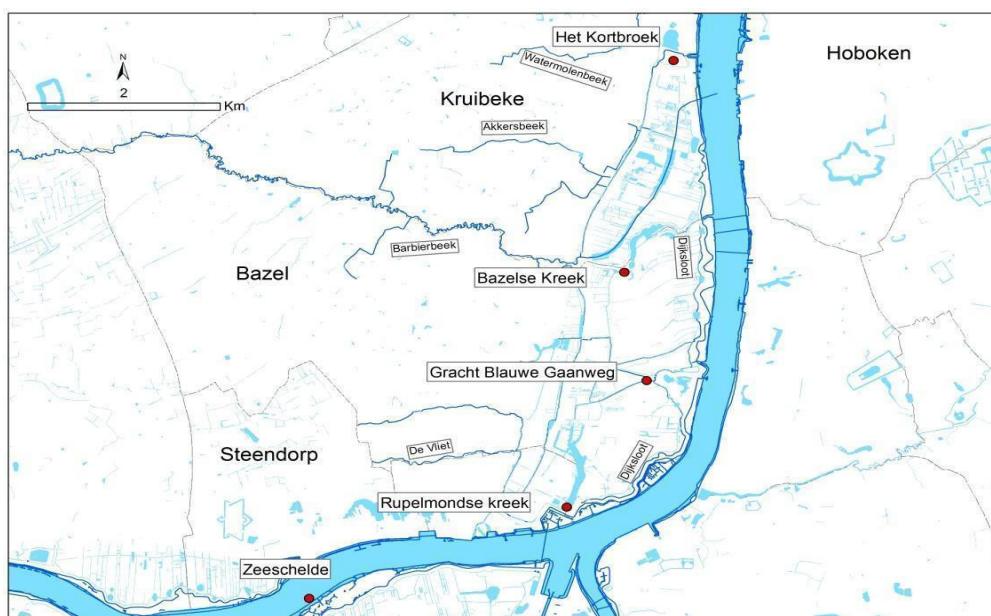 Het Kortbroek
Hoboken
Watermolenbeek
N
2
Km
Kruibeke
Akkersbeek
Barbierbeek
Dijksloot
Bazel
Bazelse Kreek
Gracht Blauwe Gaanweg
De Vliet
Steendorp
Dijksloot
Rupelmondse kreek
Zeeschelde